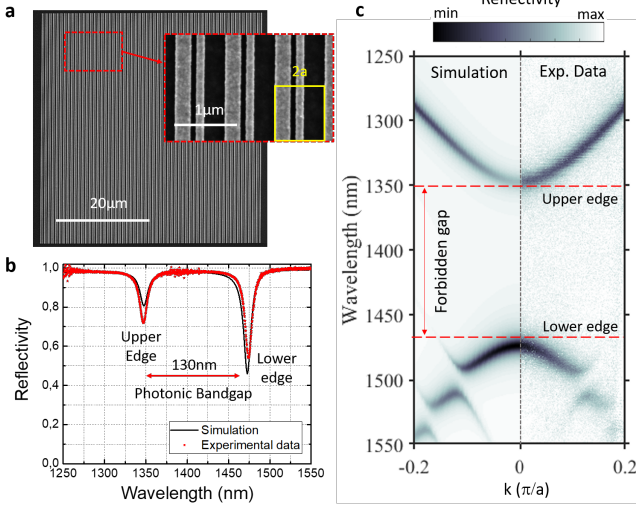 a
2a
1µm
20µm
b
1,0
0,8
0,6
0,4
0,2
0,0
Reflectivity
Upper
Edge
130nm
Lower
edge
Photonic Bandgap
Simulation
Experimental data
1250
1300
1350
1400
1450
1500
1550
Wavelength (nm)
c
Reflectivity
min
max
Simulation
Exp. Data
1250
1300
1350
1400
1450
1500
1550
Wavelength (nm)
Upper edge
Forbidden gap
Lower edge
-0.2
0
0.2
k (π/a)